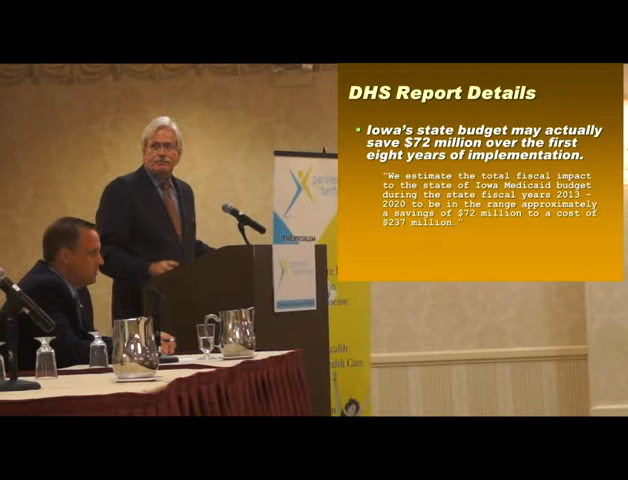 DHS Report Details
Iowa's state budget may actually
save $72 million over the first
eight years of implementation.
"We estimate the total fiscal impact
to the state of Iowa Medicaid budget
during the state fiscal years 2013 -
2020 to be in the range approximately
a savings of $72 million to a cost of
$237 million…"
THE PROBLEM